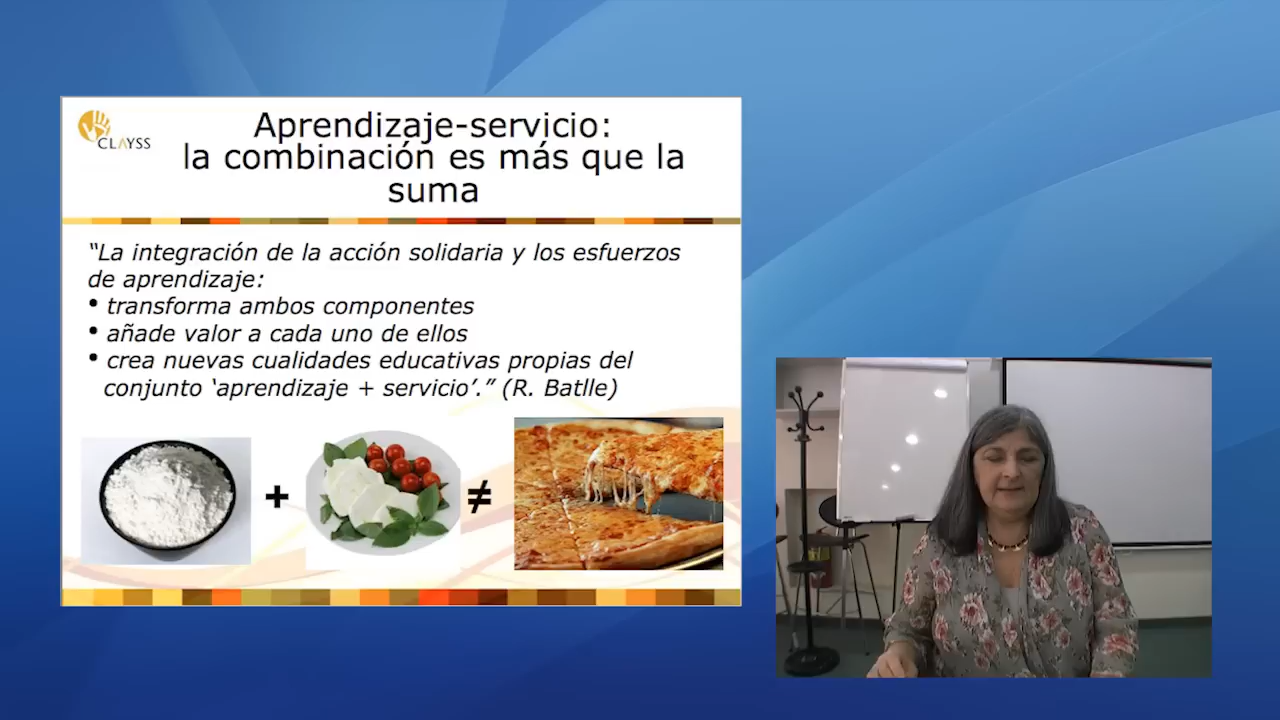 CLAYSS
Aprendizaje-servicio:
la combinación es más que la
suma
“La integración de la acción solidaria y los esfuerzos
de aprendizaje:
• transforma ambos componentes
• añade valor a cada uno de ellos
• crea nuevas cualidades educativas propias del
conjunto ‘aprendizaje + servicio’.” (R. Batlle)
+ ≠